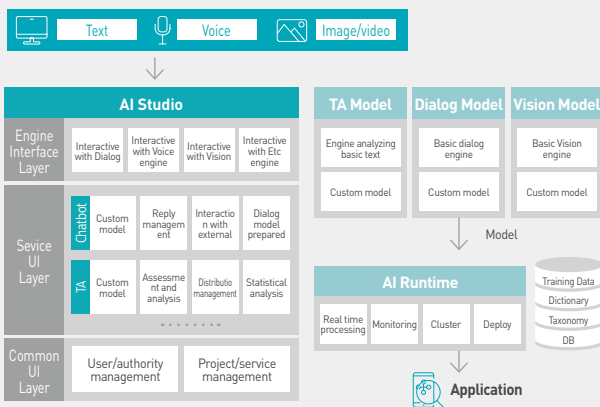 Text
Voice
Image/video
AI Studio
Engine
Interface
Layer
Interactive
with Dialog
Interactive
with Voice
engine
Interactive
with Vision
Interactive
with Etc
engine
Sevice
UI
Layer
Chatbot
Custom
model
Reply
managem
ent
Interactio
n with
external
Dialog
model
prepared
TA
Custom
model
Assessme
nt and
analysis
Distributio
management
Statistical
analysis
Common
UI
Layer
User/authority
management
Project/service
management
TA Model
Engine analyzing
basic text
Custom model
Dialog Model
Basic dialog
engine
Custom model
Vision Model
Basic Vision
engine
Custom model
Model
AI Runtime
Real time
processing
Monitoring
Cluster
Deploy
Training Data
Dictionary
Taxonomy
DB
Application